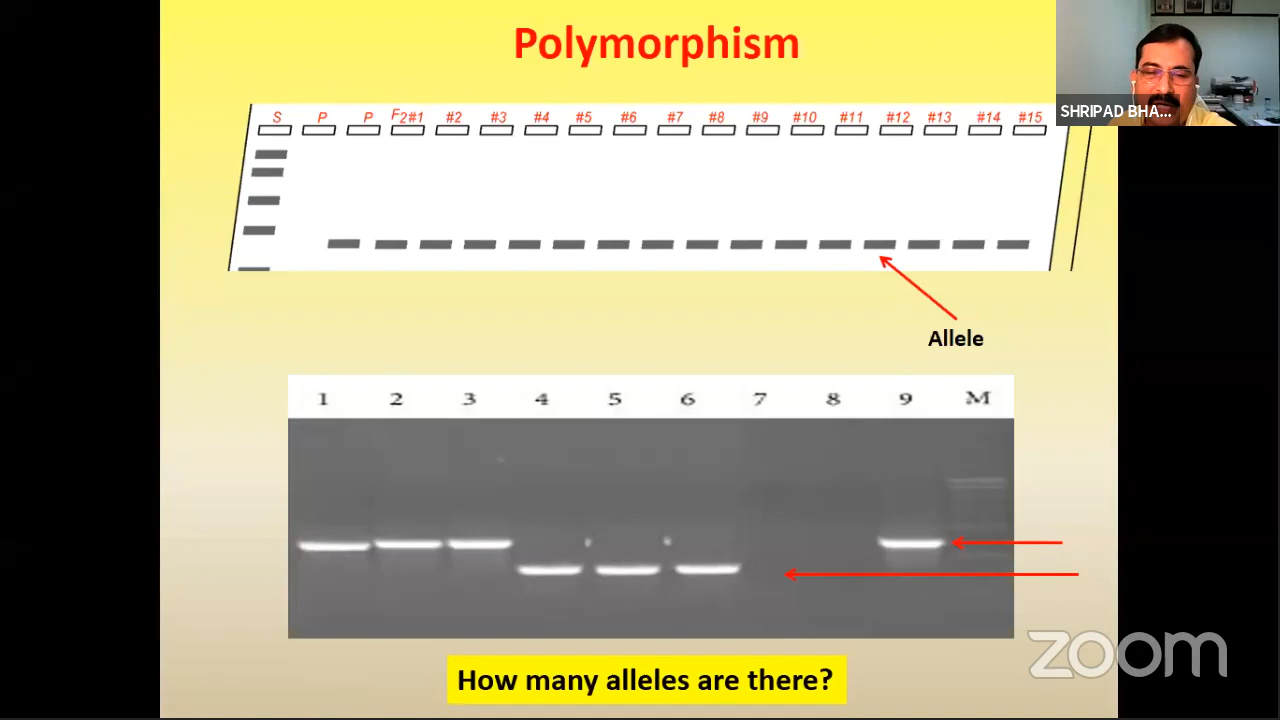 Polymorphism
S P P F2#1 #2 #3 #4 #5 #6 #7 #8 #9 #10 #11 #12 #13 #14 #15
SHRIPAD BHA...
Allele
1 2 3 4 5 6 7 8 9 M
zoom
How many alleles are there?